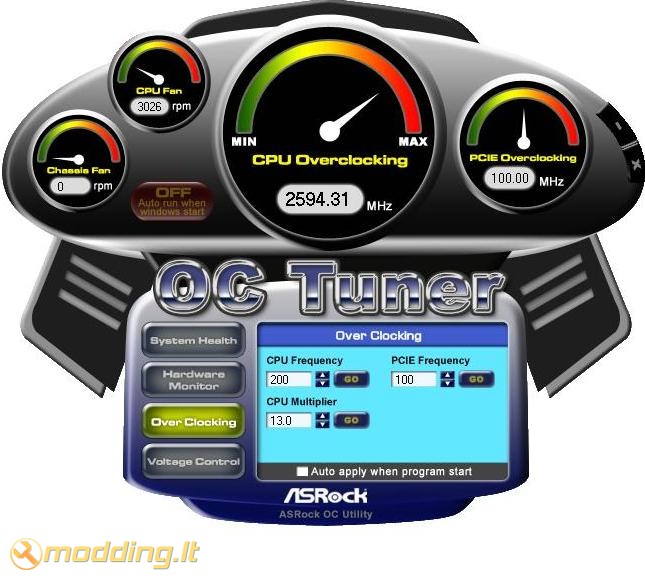 CPU Fan
3026 rpm
Chassis Fan
0 rpm
OFF
Auto run when
windows start
MIN MAX
CPU Overclocking
2594.31 MHz
PCIE Overclocking
100.00 MHz
- X
OC Tuner
System Health
Hardware
Monitor
Over Clocking
Voltage Control
Over Clocking
CPU Frequency PCIE Frequency
200 GO 100 GO
CPU Multiplier
13.0 GO
Auto apply when program start
ASRock
ASRock OC Utility
modding.lt